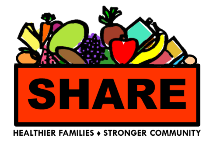 SHARE
HEALTHIER FAMILIES + STRONGER COMMUNITY